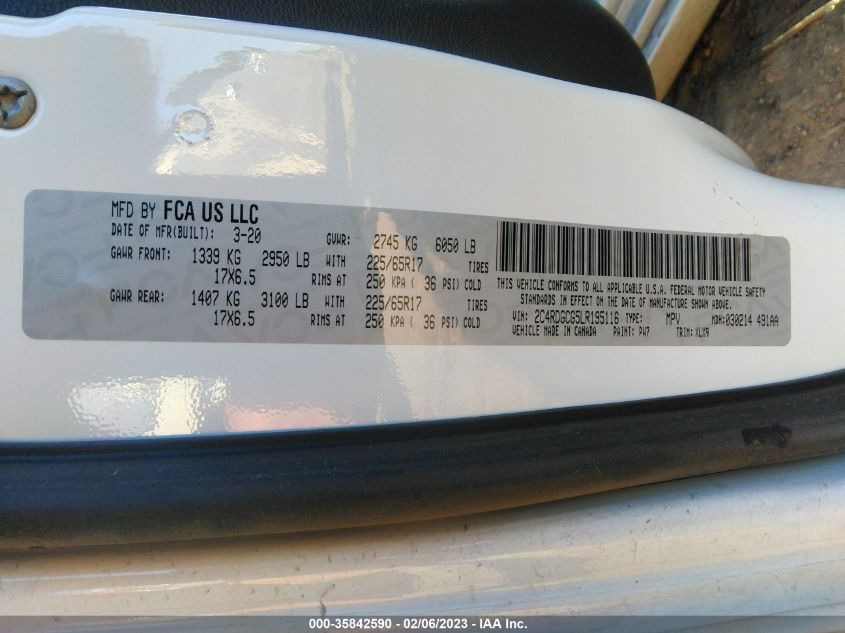 MFD BY FCA US LLC
DATE OF MFR(BUILT): 3-20 GVWR: 2745 KG 6050 LB
GAWR FRONT: 1339 KG 2950 LB WITH 225/65R17 TIRES
17X6.5 RIMS AT 250 KPA ( 36 PSI) COLD
GAWR REAR: 1407 KG 3100 LB WITH 225/65R17 TIRES
17X6.5 RIMS AT 250 KPA ( 36 PSI) COLD
THIS VEHICLE CONFORMS TO ALL APPLICABLE U.S.A. FEDERAL MOTOR VEHICLE SAFETY
STANDARDS IN EFFECT ON THE DATE OF MANUFACTURE SHOWN ABOVE.
VIN: 2C4RDGCG5LR195116 TYPE: MPV MDH:030214 491AA
VEHICLE MADE IN CANADA PAINT: PW7 TRIM:
000-35842590 - 02/06/2023 - IAA Inc.